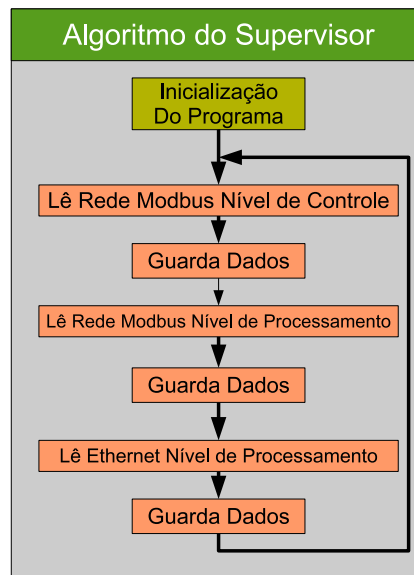 Algoritmo do Supervisor
Inicialização
Do Programa
Lê Rede Modbus Nível de Controle
Guarda Dados
Lê Rede Modbus Nível de Processamento
Guarda Dados
Lê Ethernet Nível de Processamento
Guarda Dados